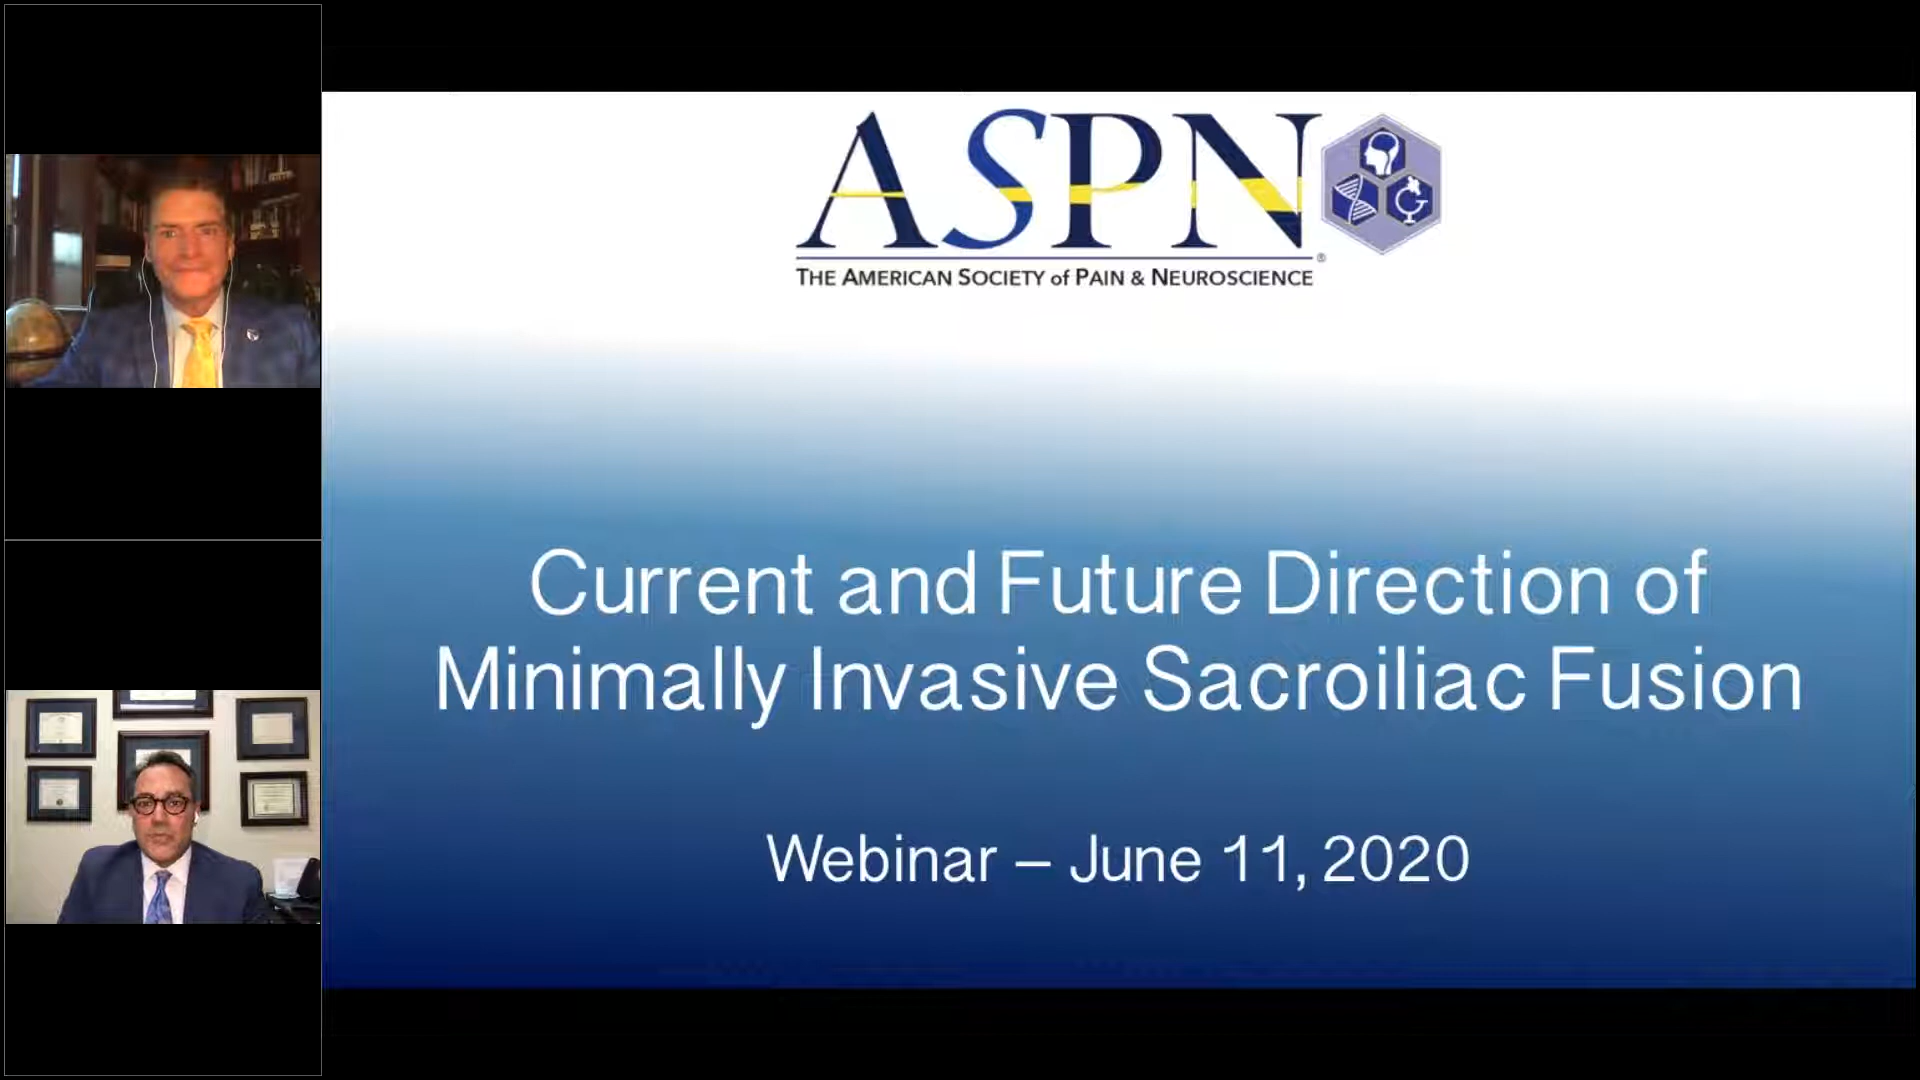 ASPN
®
THE AMERICAN SOCIETY of PAIN & NEUROSCIENCE
Current and Future Direction of
Minimally Invasive Sacroiliac Fusion
Webinar – June 11, 2020